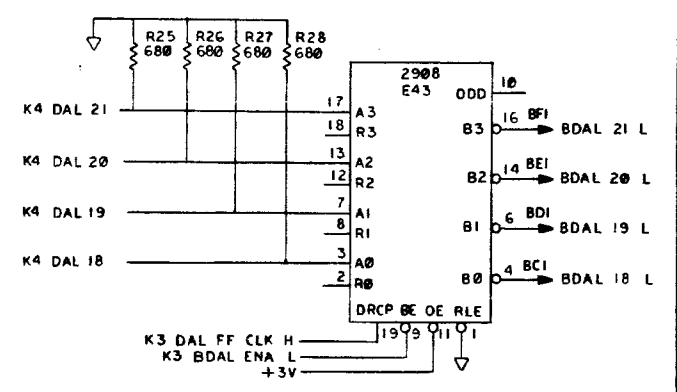 R25 R26 R27 R28
680 680 680 680
2908
E43
ODD 10
K4 DAL 21 17 A3
18 R3
B3 16 BF1 BDAL 21 L
K4 DAL 20 13 A2
12 R2
B2 14 BE1 BDAL 20 L
K4 DAL 19 7 A1
8 R1
B1 6 BD1 BDAL 19 L
K4 DAL 18 3 A0
2 R0
B0 4 BC1 BDAL 18 L
DRCP BE OE RLE
K3 DAL FF CLK H 19 9 11 1
K3 BDAL ENA L
+3V